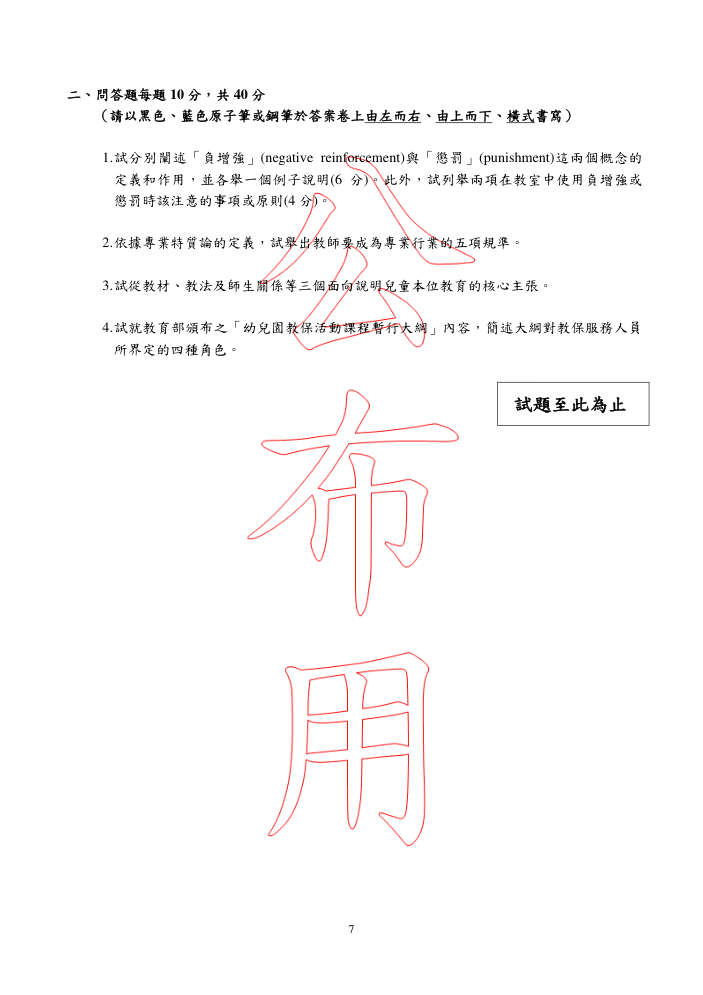 二、問答題每題 10 分，共 40 分
（請以黑色、藍色原子筆或鋼筆於答案卷上由左而右、由上而下、橫式書寫）
1.試分別闡述「負增強」(negative reinforcement)與「懲罰」(punishment)這兩個概念的
定義和作用，並各舉一個例子說明(6 分)。此外，試列舉兩項在教室中使用負增強或
懲罰時該注意的事項或原則(4 分)。
2.依據專業特質論的定義，試舉出教師要成為專業行業的五項規準。
3.試從教材、教法及師生關係等三個面向說明兒童本位教育的核心主張。
4.試就教育部頒布之「幼兒園教保活動課程暫行大綱」內容，簡述大綱對教保服務人員
所界定的四種角色。
試題至此為止
公
布
用
7